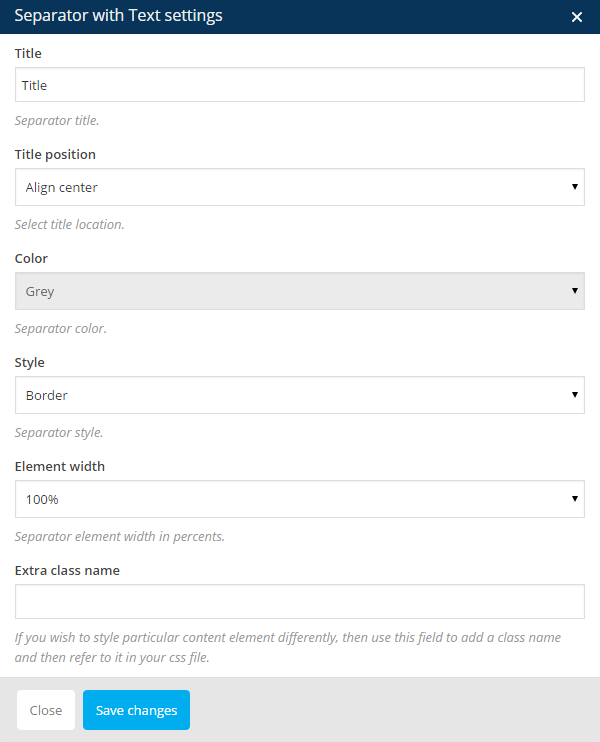 Separator with Text settings
Title
Title
Separator title.
Title position
Align center
Select title location.
Color
Grey
Separator color.
Style
Border
Separator style.
Element width
100%
Separator element width in percents.
Extra class name
If you wish to style particular content element differently, then use this field to add a class name
and then refer to it in your css file.
Close Save changes